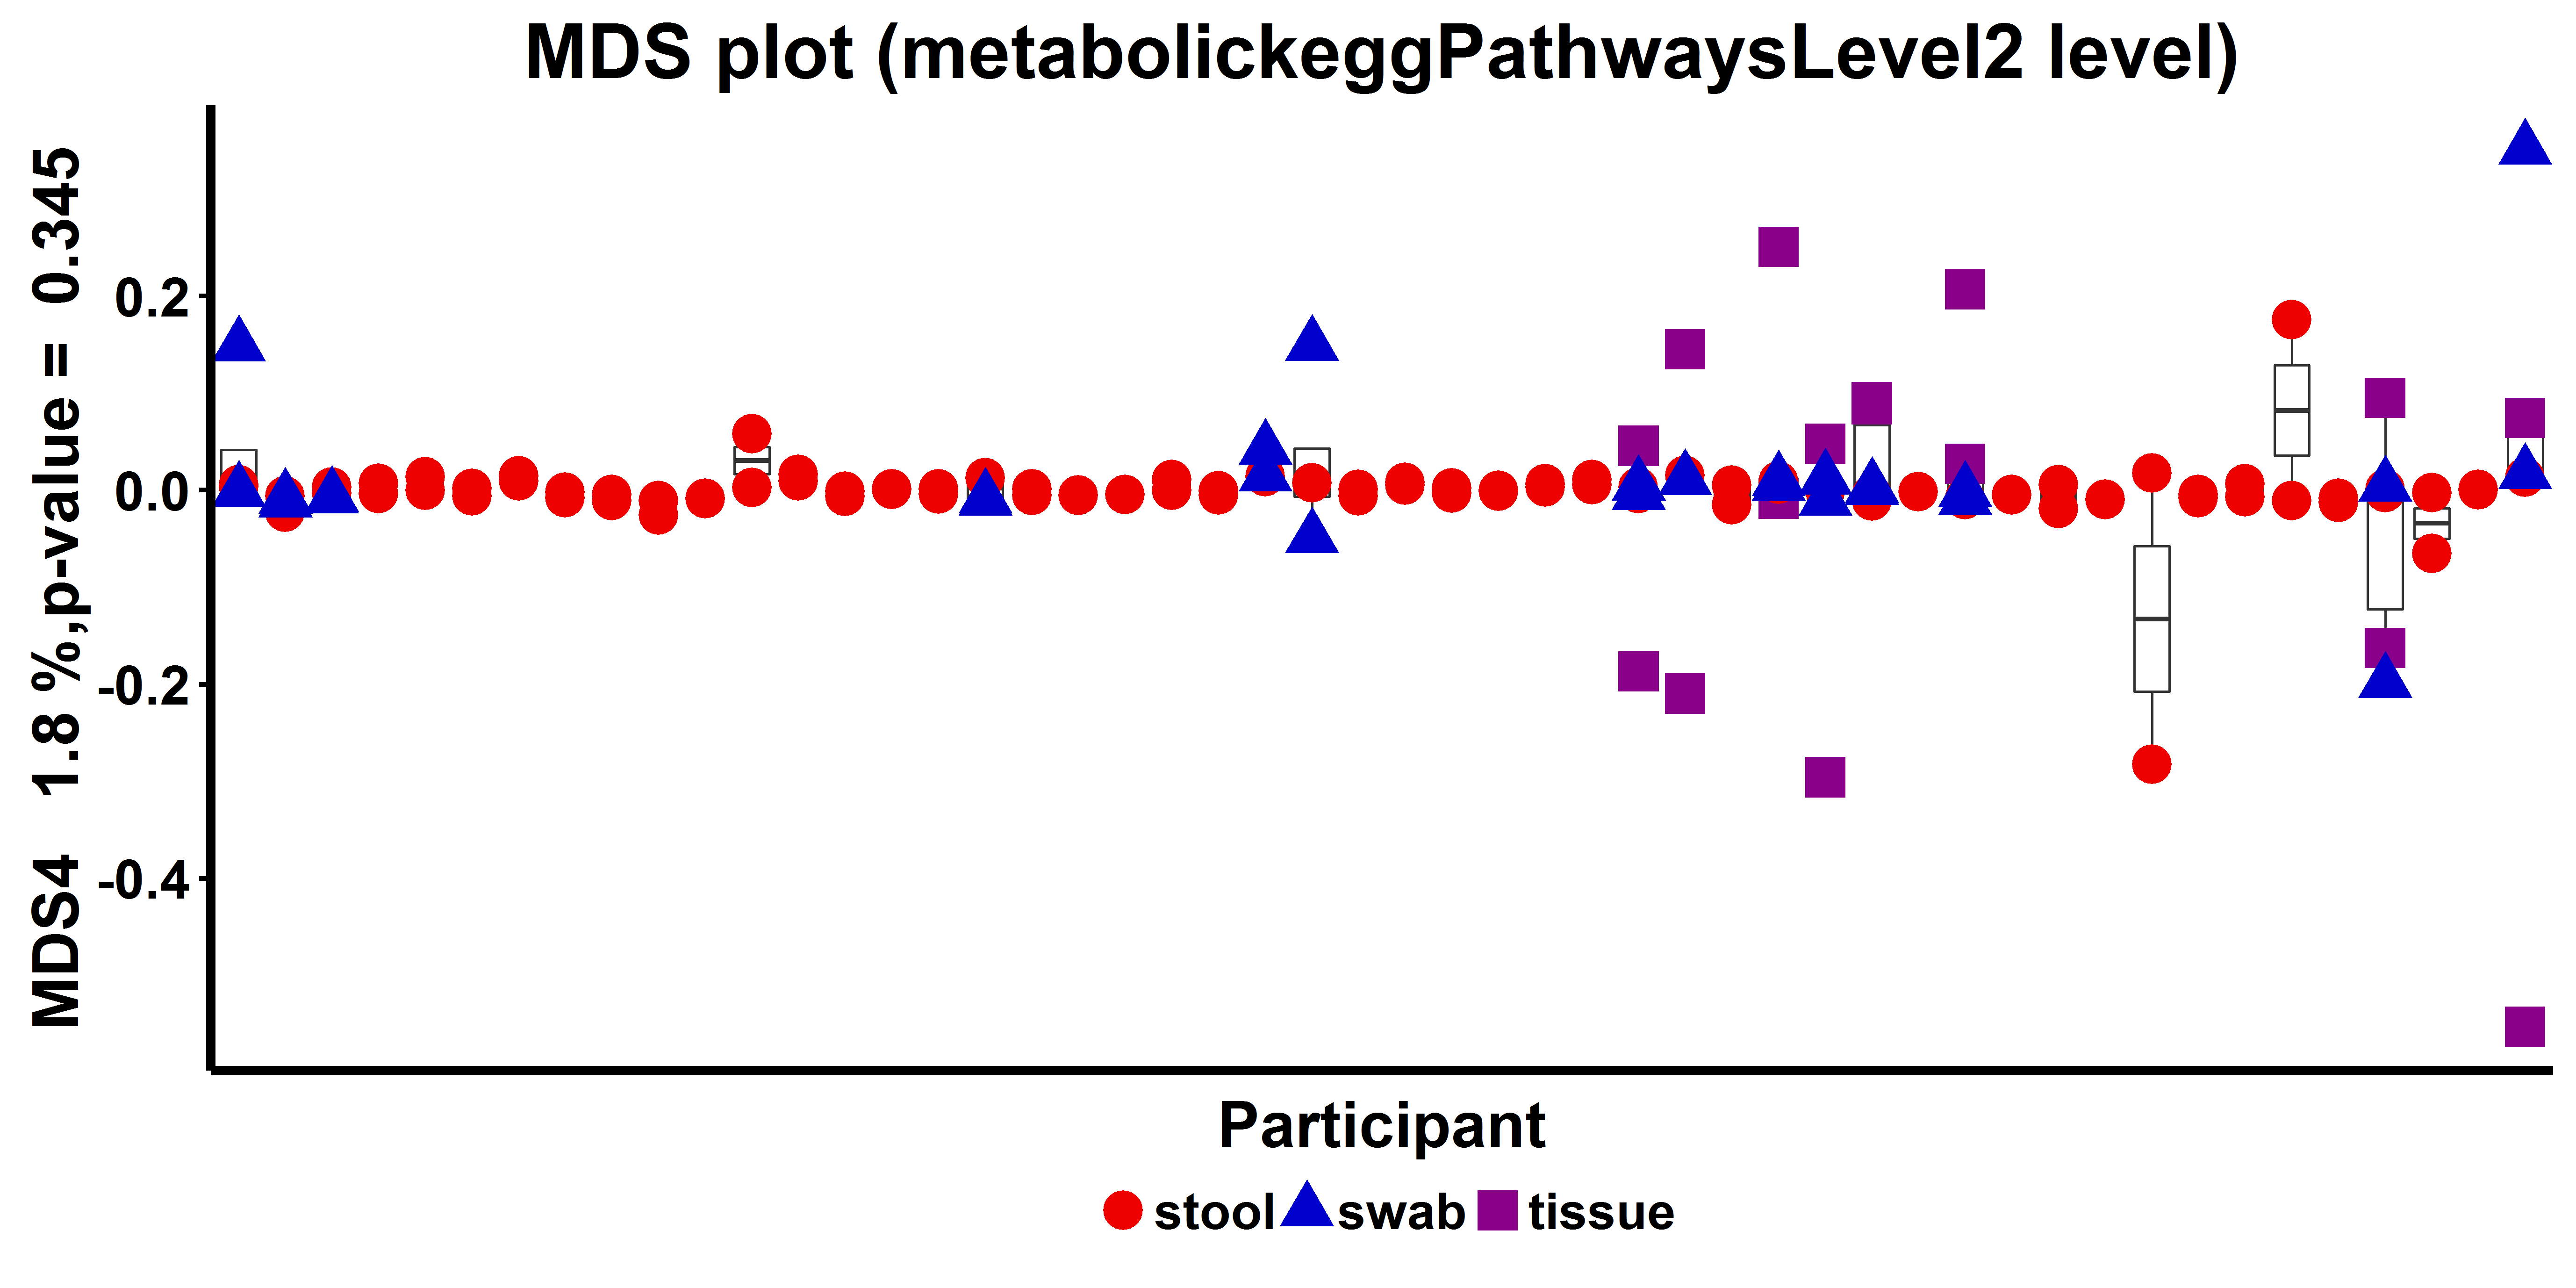 MDS plot (metabolickeggPathwaysLevel2 level)
MDS4 1.8 %,p-value = 0.345
0.2
0.0
-0.2
-0.4
Participant
stool swab tissue